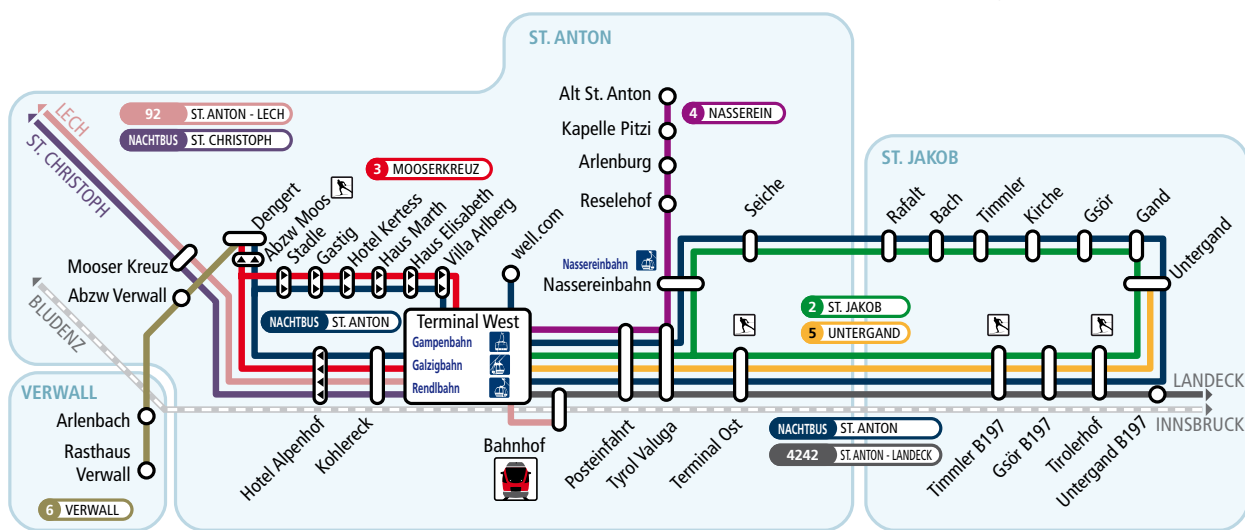 ST. ANTON
LECH
ST. CHRISTOPH
92 ST. ANTON - LECH
NACHTBUS ST. CHRISTOPH
3 MOOSERKREUZ
Alt St. Anton
4 NASSEREIN
Kapelle Pitzi
Arlenburg
Reselehof
ST. JAKOB
Dengert
Abzw Moos
Stadle
Gastig
Hotel Kertess
Haus Marth
Haus Elisabeth
Villa Arlberg
well.com
Seiche
Rafalt
Bach
Timmler
Kirche
Gsör
Gand
Untergand
Mooser Kreuz
Abzw Verwall
BLUDENZ
Nassereinbahn
Nassereinbahn
NACHTBUS ST. ANTON
Terminal West
Gampenbahn
Galzigbahn
Rendlbahn
2 ST. JAKOB
5 UNTERGAND
VERWALL
Arlenbach
Rasthaus
Verwall
6 VERWALL
Hotel Alpenhof
Kohlereck
Bahnhof
Posteinfahrt
Tyrol Valuga
Terminal Ost
NACHTBUS ST. ANTON
4242 ST. ANTON - LANDECK
Timmler B197
Gsör B197
Tirolerhof
Untergand B197
LANDECK
INNSBRUCK